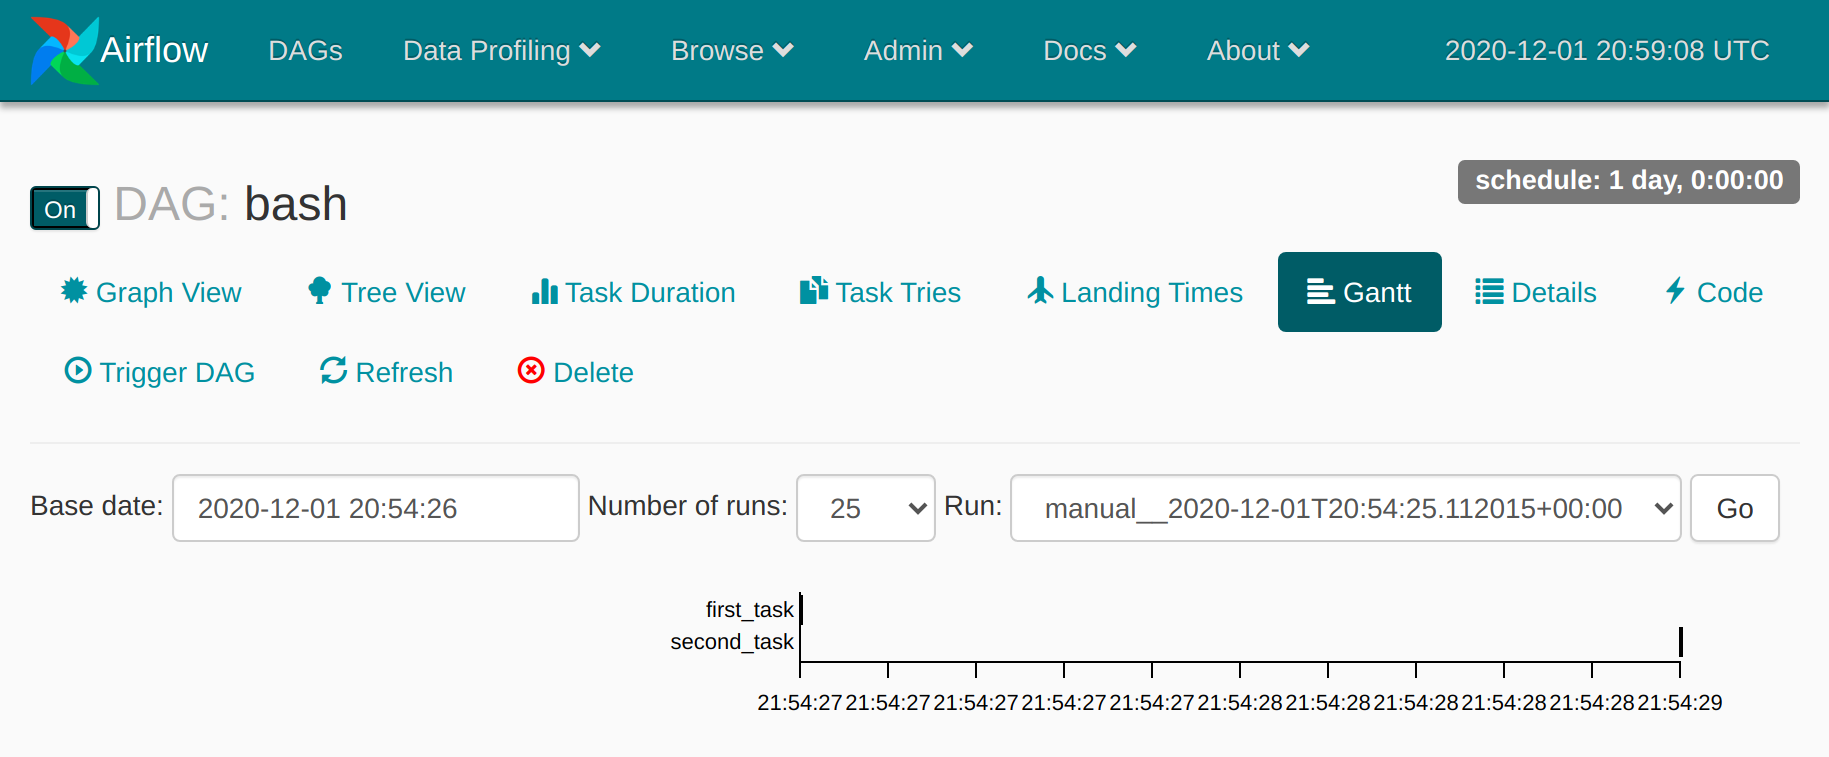 Airflow DAGs Data Profiling Browse Admin Docs About 2020-12-01 20:59:08 UTC
schedule: 1 day, 0:00:00
On DAG: bash
Graph View Tree View Task Duration Task Tries Landing Times Gantt Details Code
Trigger DAG Refresh Delete
Base date: 2020-12-01 20:54:26 Number of runs: 25 Run: manual__2020-12-01T20:54:25.112015+00:00 Go
first_task
second_task
21:54:27 21:54:27 21:54:27 21:54:27 21:54:27 21:54:28 21:54:28 21:54:28 21:54:28 21:54:28 21:54:29